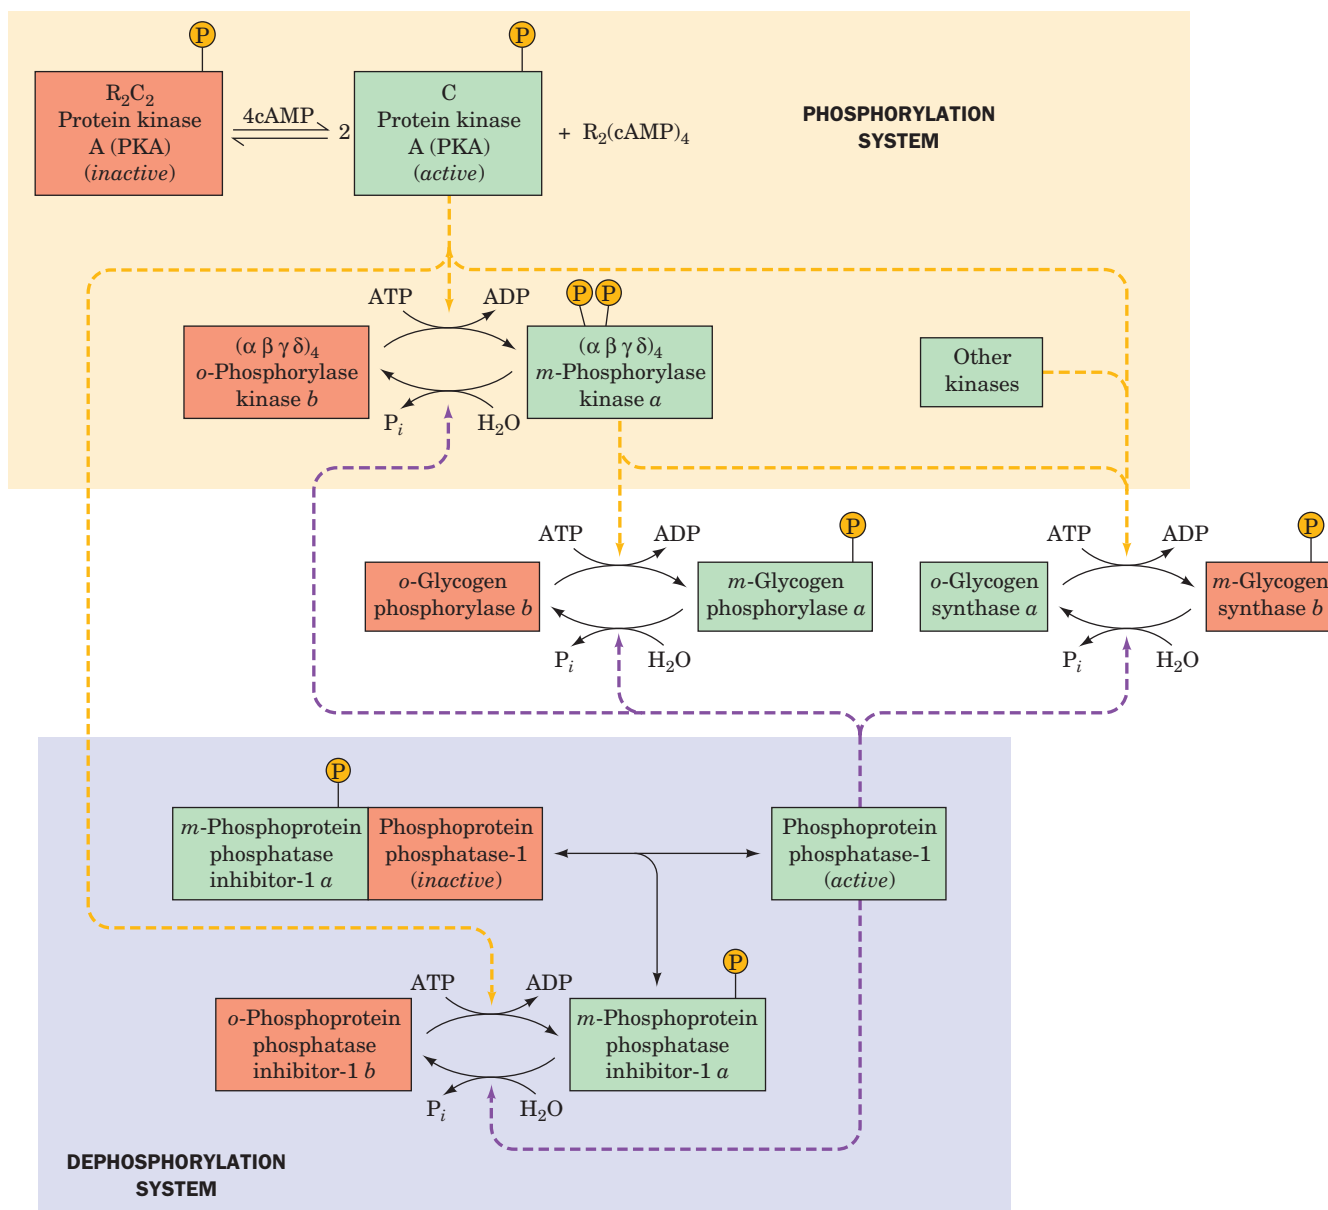 P
P
R₂C₂
Protein kinase
A (PKA)
(inactive)
4cAMP
2
C
Protein kinase
A (PKA)
(active)
+ R₂(cAMP)₄
PHOSPHORYLATION
SYSTEM
ATP
ADP
P
P
(α β γ δ)₄
o-Phosphorylase
kinase b
(α β γ δ)₄
m-Phosphorylase
kinase a
Pᵢ
H₂O
Other
kinases
ATP
ADP
P
o-Glycogen
phosphorylase b
m-Glycogen
phosphorylase a
Pᵢ
H₂O
ATP
ADP
P
o-Glycogen
synthase a
m-Glycogen
synthase b
Pᵢ
H₂O
P
m-Phosphoprotein
phosphatase
inhibitor-1 a
Phosphoprotein
phosphatase-1
(inactive)
Phosphoprotein
phosphatase-1
(active)
ATP
ADP
P
o-Phosphoprotein
phosphatase
inhibitor-1 b
m-Phosphoprotein
phosphatase
inhibitor-1 a
Pᵢ
H₂O
DEPHOSPHORYLATION
SYSTEM